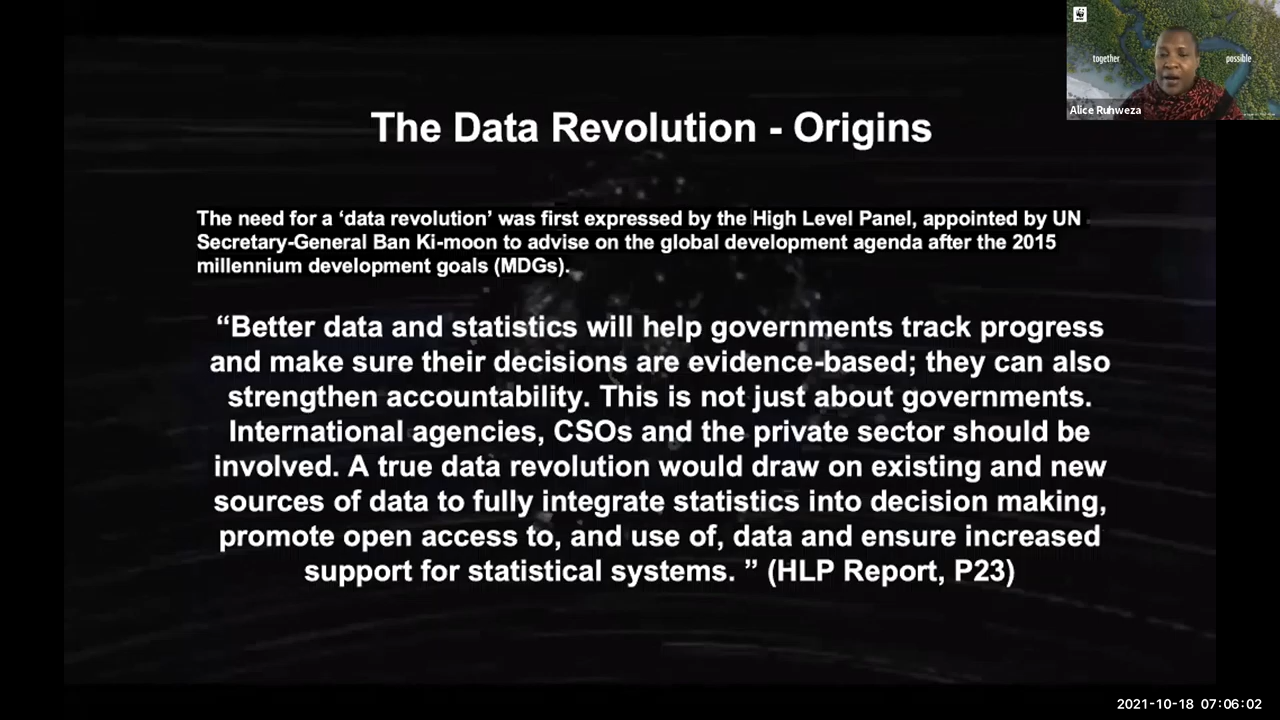 together
possible
Alice Ruhweza
The Data Revolution - Origins
The need for a ‘data revolution’ was first expressed by the High Level Panel, appointed by UN
Secretary-General Ban Ki-moon to advise on the global development agenda after the 2015
millennium development goals (MDGs).
“Better data and statistics will help governments track progress
and make sure their decisions are evidence-based; they can also
strengthen accountability. This is not just about governments.
International agencies, CSOs and the private sector should be
involved. A true data revolution would draw on existing and new
sources of data to fully integrate statistics into decision making,
promote open access to, and use of, data and ensure increased
support for statistical systems. ” (HLP Report, P23)
2021-10-18 07:06:02